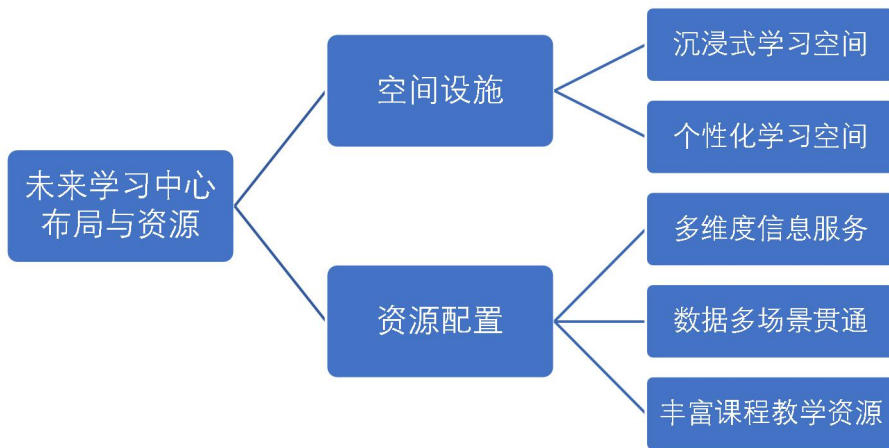 未来学习中心
布局与资源
空间设施
沉浸式学习空间
个性化学习空间
资源配置
多维度信息服务
数据多场景贯通
丰富课程教学资源